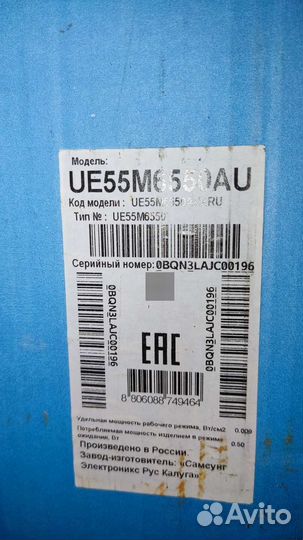 Модель:
UE55M6550AU
Код модели : UE55M RU
Тип № : UE55M6550
Серийный номер:0BQN3LAJC00196
0BQN3LAJC00196
0BQN3LAJC00196
EAC
8 806088 749464
Удельная мощность рабочего режима, Вт/см2 0.009
Потребляемая мощность изделием в режиме
ожидания, Вт 0.50
Произведено в России.
Завод-изготовитель: «Самсунг
Электроникс Рус Калуга»
Avito